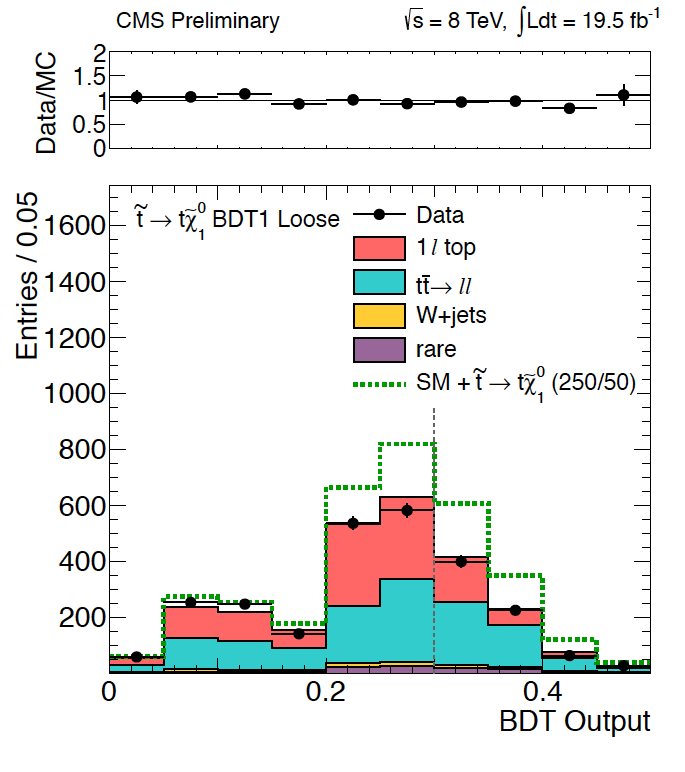 CMS Preliminary √s = 8 TeV, ∫Ldt = 19.5 fb⁻¹
Data/MC
2
1.5
1
0.5
0
Entries / 0.05
1600
1400
1200
1000
800
600
400
200
t̃ → tχ̃⁰₁ BDT1 Loose
Data
1l top
tt̄→ ll
W+jets
rare
SM + t̃ → tχ̃⁰₁ (250/50)
0 0.2 0.4
BDT Output